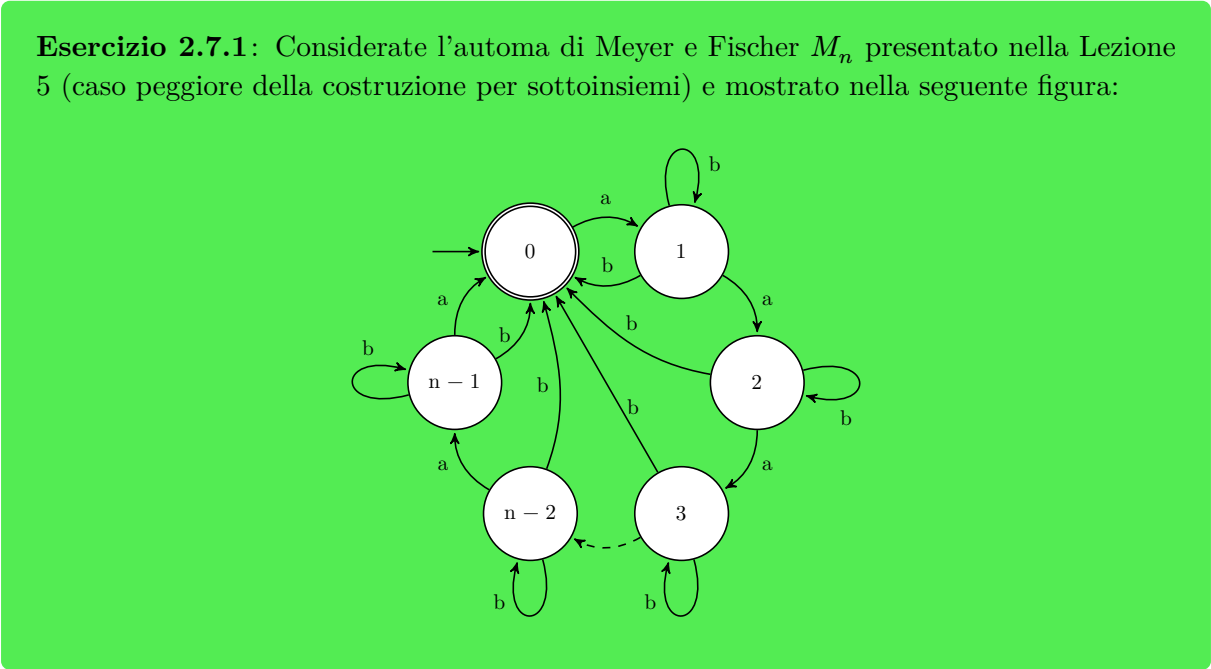 Esercizio 2.7.1: Considerate l'automa di Meyer e Fischer Mₙ presentato nella Lezione
5 (caso peggiore della costruzione per sottoinsiemi) e mostrato nella seguente figura:
b
a
0
1
b
a
a
b
b
b
n − 1
2
b
b
b
b
a
a
n − 2
3
b
b